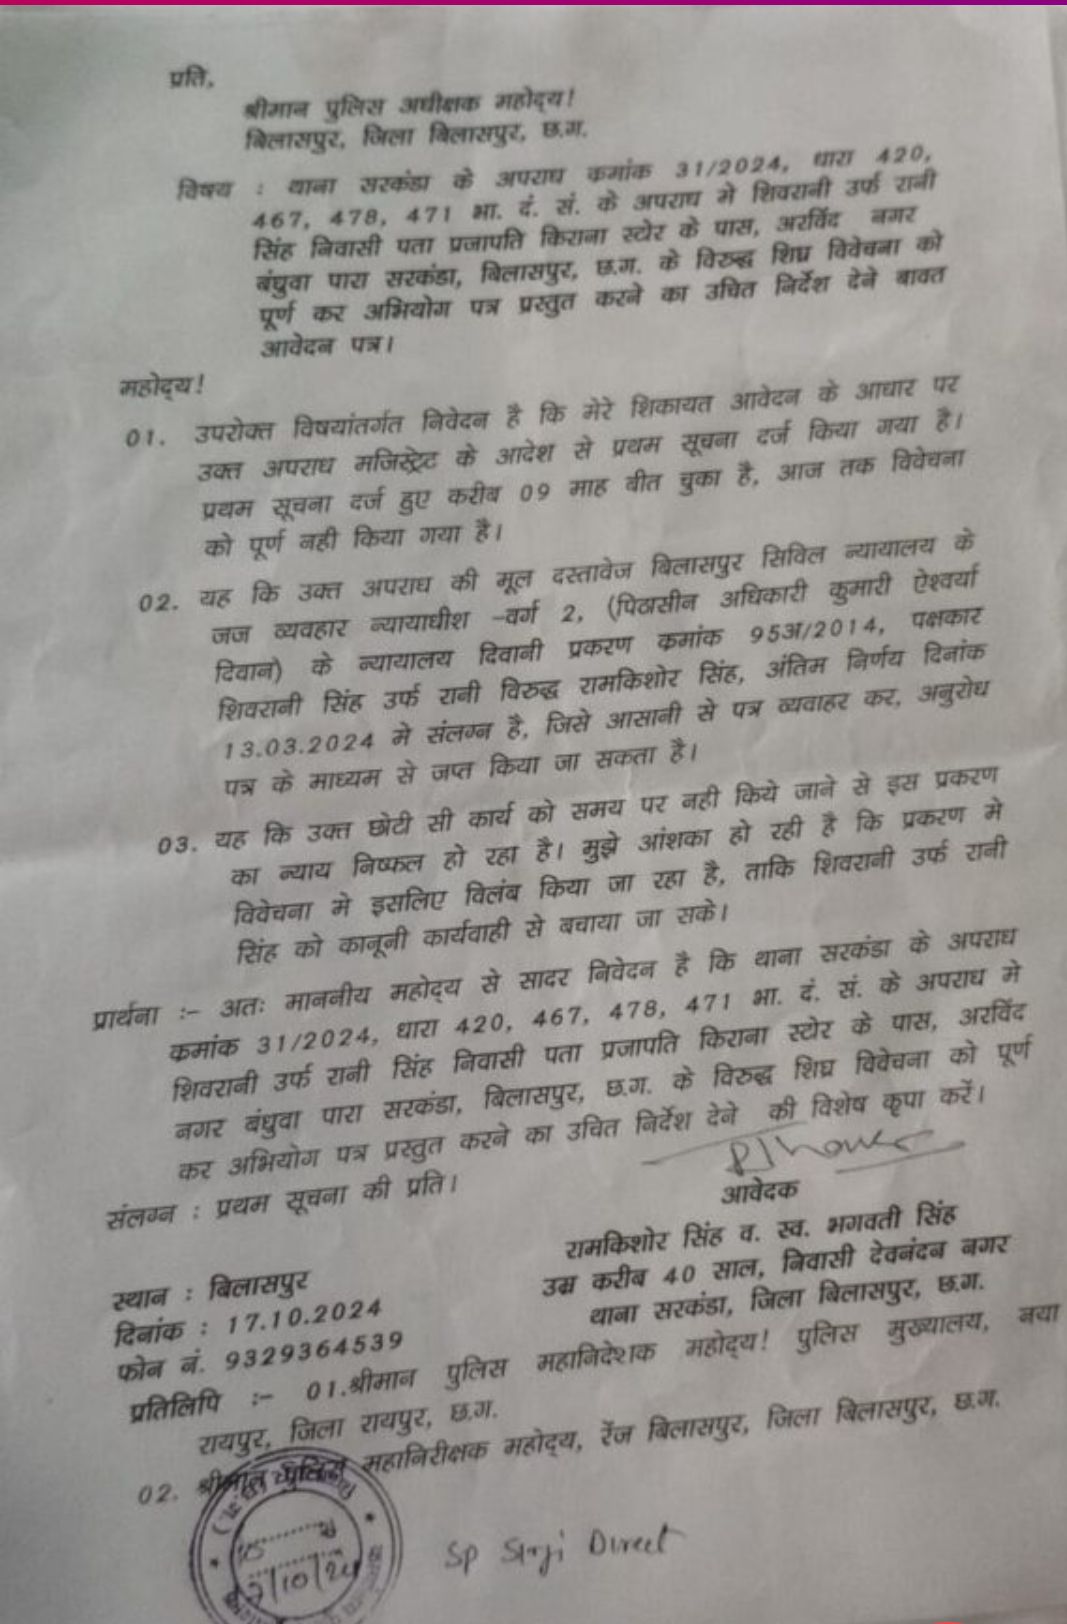 प्रति,
श्रीमान पुलिस अधीक्षक महोद्य!
बिलासपुर, जिला बिलासपुर, छ.ग.
विषय : थाना सरकंडा के अपराध कमांक 31/2024, धारा 420,
467, 478, 471 भा. दं. सं. के अपराध मे शिवरानी उर्फ रानी
सिंह निवासी पता प्रजापति किराना स्टोर के पास, अरविंद नगर
बंधुवा पारा सरकंडा, बिलासपुर, छ.ग. के विरुद्ध शिघ्र विवेचना को
पूर्ण कर अभियोग पत्र प्रस्तुत करने का उचित निर्देश देने बावत
आवेदन पत्र।
महोद्य!
01. उपरोक्त विषयांतर्गत निवेदन है कि मेरे शिकायत आवेदन के आधार पर
उक्त अपराध मजिस्ट्रेट के आदेश से प्रथम सूचना दर्ज किया गया है।
प्रथम सूचना दर्ज हुए करीब 09 माह बीत चुका है, आज तक विवेचना
को पूर्ण नही किया गया है।
02. यह कि उक्त अपराध की मूल दस्तावेज बिलासपुर सिविल न्यायालय के
जज व्यवहार न्यायाधीश –वर्ग 2, (पिठासीन अधिकारी कुमारी ऐश्वर्या
दिवान) के न्यायालय दिवानी प्रकरण कमांक 95अ/2014, पक्षकार
शिवरानी सिंह उर्फ रानी विरुद्ध रामकिशोर सिंह, अंतिम निर्णय दिनांक
13.03.2024 मे संलग्न है, जिसे आसानी से पत्र व्यवाहर कर, अनुरोध
पत्र के माध्यम से जप्त किया जा सकता है।
03. यह कि उक्त छोटी सी कार्य को समय पर नही किये जाने से इस प्रकरण
का न्याय निष्फल हो रहा है। मुझे आंशका हो रही है कि प्रकरण मे
विवेचना मे इसलिए विलंब किया जा रहा है, ताकि शिवरानी उर्फ रानी
सिंह को कानूनी कार्यवाही से बचाया जा सके।
प्रार्थना :– अतः माननीय महोद्य से सादर निवेदन है कि थाना सरकंडा के अपराध
कमांक 31/2024, धारा 420, 467, 478, 471 भा. दं. सं. के अपराध मे
शिवरानी उर्फ रानी सिंह निवासी पता प्रजापति किराना स्टोर के पास, अरविंद
नगर बंधुवा पारा सरकंडा, बिलासपुर, छ.ग. के विरुद्ध शिघ्र विवेचना को पूर्ण
कर अभियोग पत्र प्रस्तुत करने का उचित निर्देश देने की विशेष कृपा करें।
संलग्न : प्रथम सूचना की प्रति।
आवेदक
रामकिशोर सिंह व. स्व. भगवती सिंह
उम्र करीब 40 साल, निवासी देवनंदन नगर
थाना सरकंडा, जिला बिलासपुर, छ.ग.
स्थान : बिलासपुर
दिनांक : 17.10.2024
फोन नं. 9329364539
प्रतिलिपि :– 01.श्रीमान पुलिस महानिदेशक महोद्य! पुलिस मुख्यालय, नया
रायपुर, जिला रायपुर, छ.ग.
02. श्रीमान पुलिस महानिरीक्षक महोद्य, रेंज बिलासपुर, जिला बिलासपुर, छ.ग.
/10/24
Sp Direct